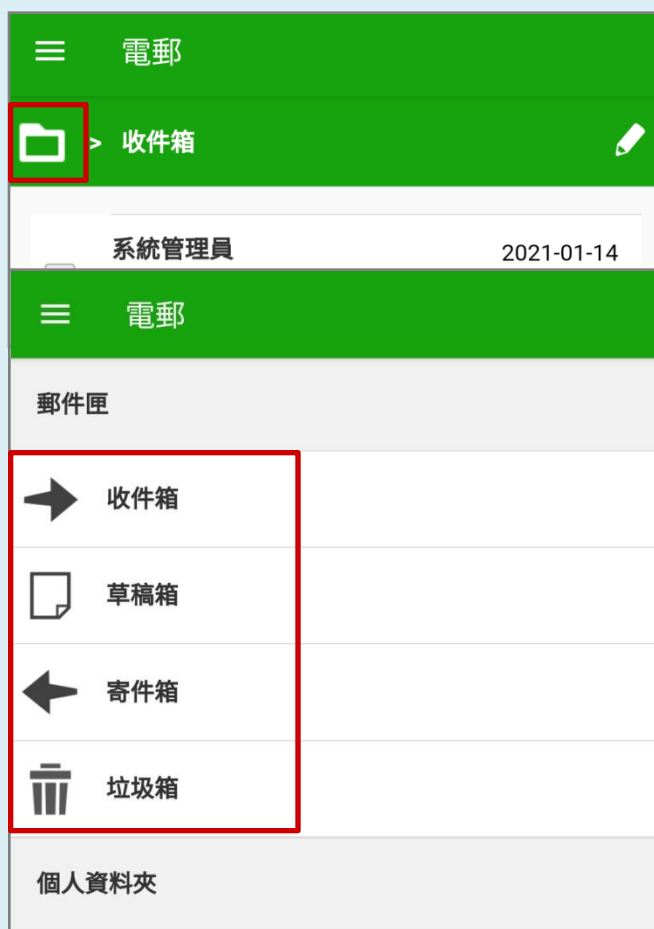 電郵
> 收件箱
系統管理員 2021-01-14
電郵
郵件匣
收件箱
草稿箱
寄件箱
垃圾箱
個人資料夾